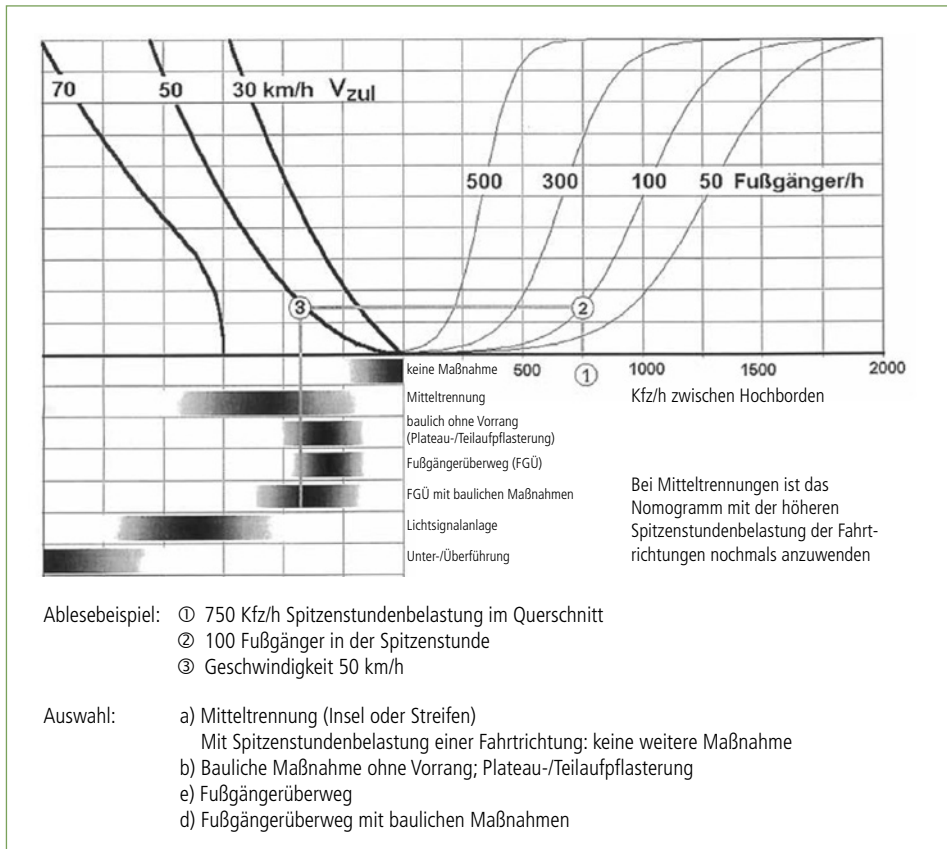 70 50 30 km/h Vzul
500 300 100 50 Fußgänger/h
③ ②
keine Maßnahme
500 ① 1000 1500 2000
Mitteltrennung
Kfz/h zwischen Hochborden
baulich ohne Vorrang
(Plateau-/Teilaufpflasterung)
Fußgängerüberweg (FGÜ)
FGÜ mit baulichen Maßnahmen
Lichtsignalanlage
Unter-/Überführung
Bei Mitteltrennungen ist das
Nomogramm mit der höheren
Spitzenstundenbelastung der Fahrt-
richtungen nochmals anzuwenden
Ablesebeispiel: ① 750 Kfz/h Spitzenstundenbelastung im Querschnitt
② 100 Fußgänger in der Spitzenstunde
③ Geschwindigkeit 50 km/h
Auswahl: a) Mitteltrennung (Insel oder Streifen)
Mit Spitzenstundenbelastung einer Fahrtrichtung: keine weitere Maßnahme
b) Bauliche Maßnahme ohne Vorrang; Plateau-/Teilaufpflasterung
e) Fußgängerüberweg
d) Fußgängerüberweg mit baulichen Maßnahmen